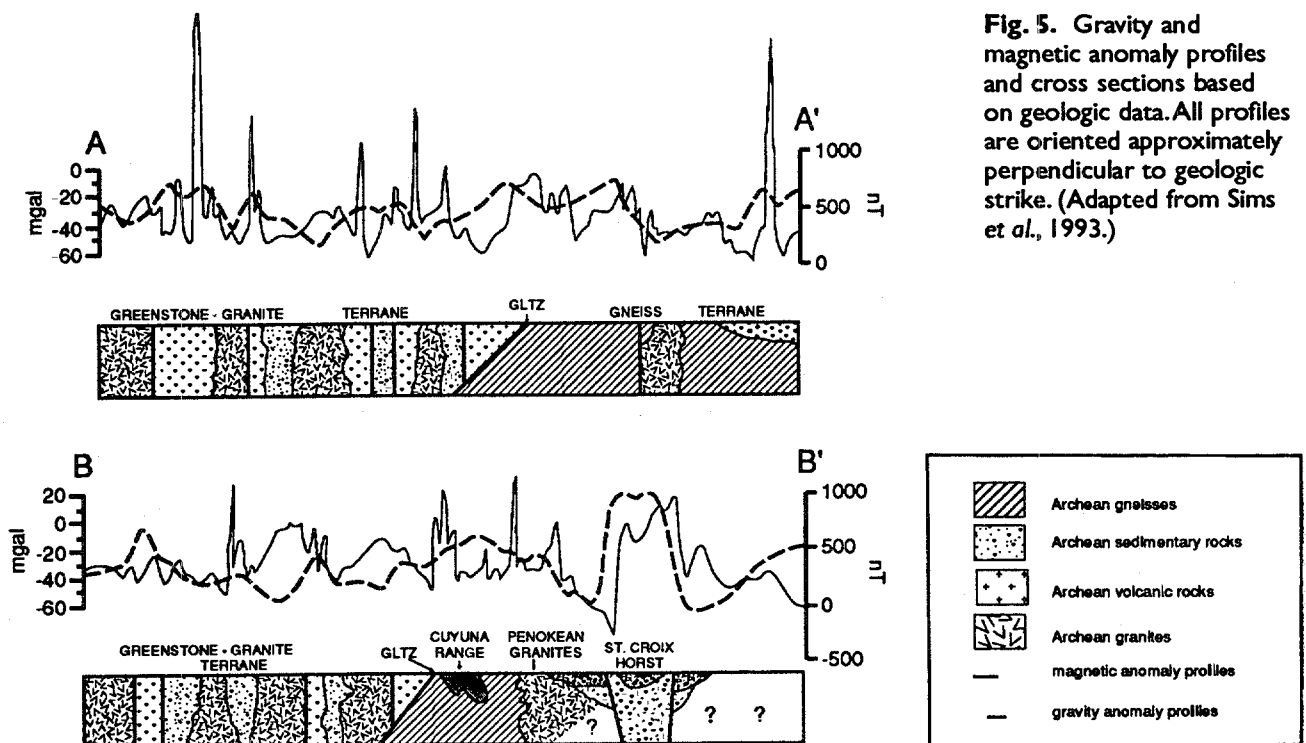 Fig. 5. Gravity and
magnetic anomaly profiles
and cross sections based
on geologic data. All profiles
are oriented approximately
perpendicular to geologic
strike. (Adapted from Sims
et al., 1993.)
A
A'
0
-20
-40
-60
mgal
1000
500
0
nT
GREENSTONE - GRANITE TERRANE
GLTZ
GNEISS TERRANE
B
B'
20
0
-20
-40
-60
mgal
1000
500
0
-500
nT
GREENSTONE - GRANITE
TERRANE
GLTZ
CUYUNA
RANGE
PENOKEAN
GRANITES
ST. CROIX
HORST
?
? ?
Archean gneisses
Archean sedimentary rocks
Archean volcanic rocks
Archean granites
magnetic anomaly profiles
gravity anomaly profiles